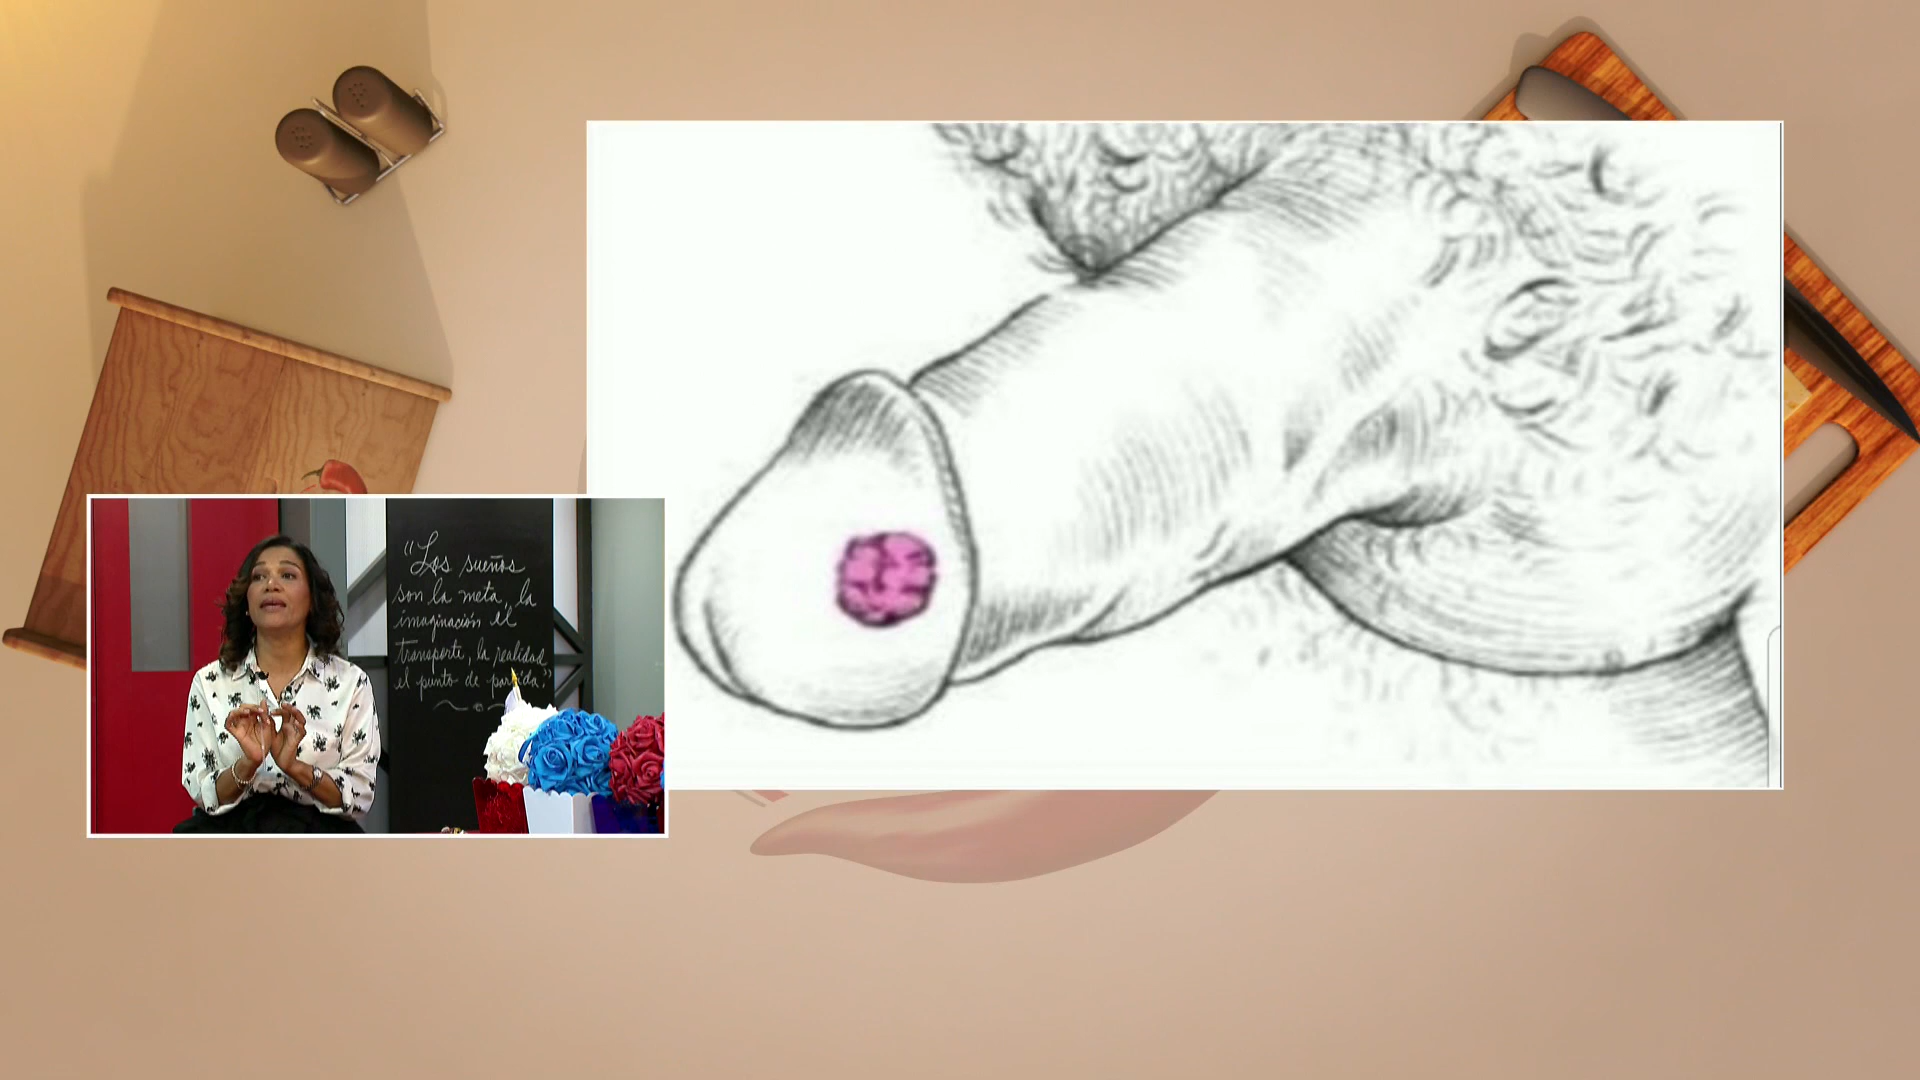 "Los sueños
son la meta, la
imaginación el
transporte, la realidad
el punto de partida."